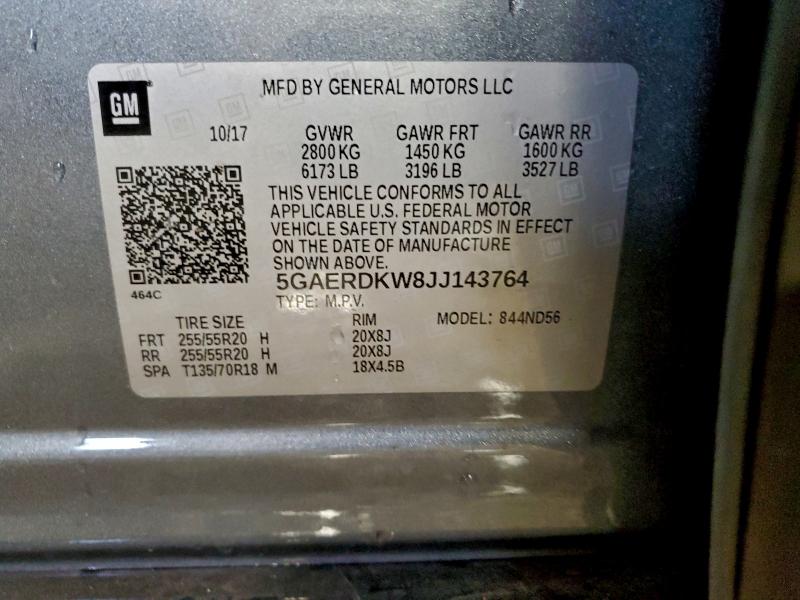 MFD BY GENERAL MOTORS LLC
GM
10/17 GVWR GAWR FRT GAWR RR
2800 KG 1450 KG 1600 KG
6173 LB 3196 LB 3527 LB
THIS VEHICLE CONFORMS TO ALL
APPLICABLE U.S. FEDERAL MOTOR
VEHICLE SAFETY STANDARDS IN EFFECT
ON THE DATE OF MANUFACTURE
SHOWN ABOVE.
5GAERDKW8JJ143764
464C
TYPE: M.P.V.
TIRE SIZE RIM MODEL: 844ND56
FRT 255/55R20 H 20X8J
RR 255/55R20 H 20X8J
SPA T135/70R18 M 18X4.5B